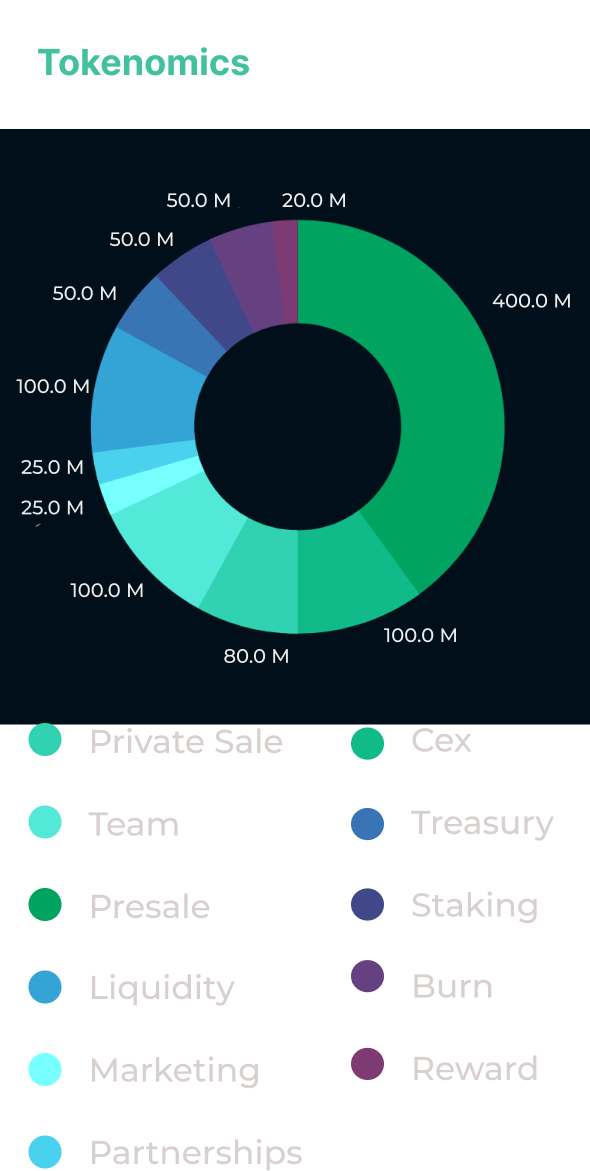 Tokenomics
50.0 M 20.0 M
50.0 M
50.0 M
400.0 M
100.0 M
25.0 M
25.0 M
100.0 M
100.0 M
80.0 M
Private Sale Cex
Team Treasury
Presale Staking
Liquidity Burn
Marketing Reward
Partnerships